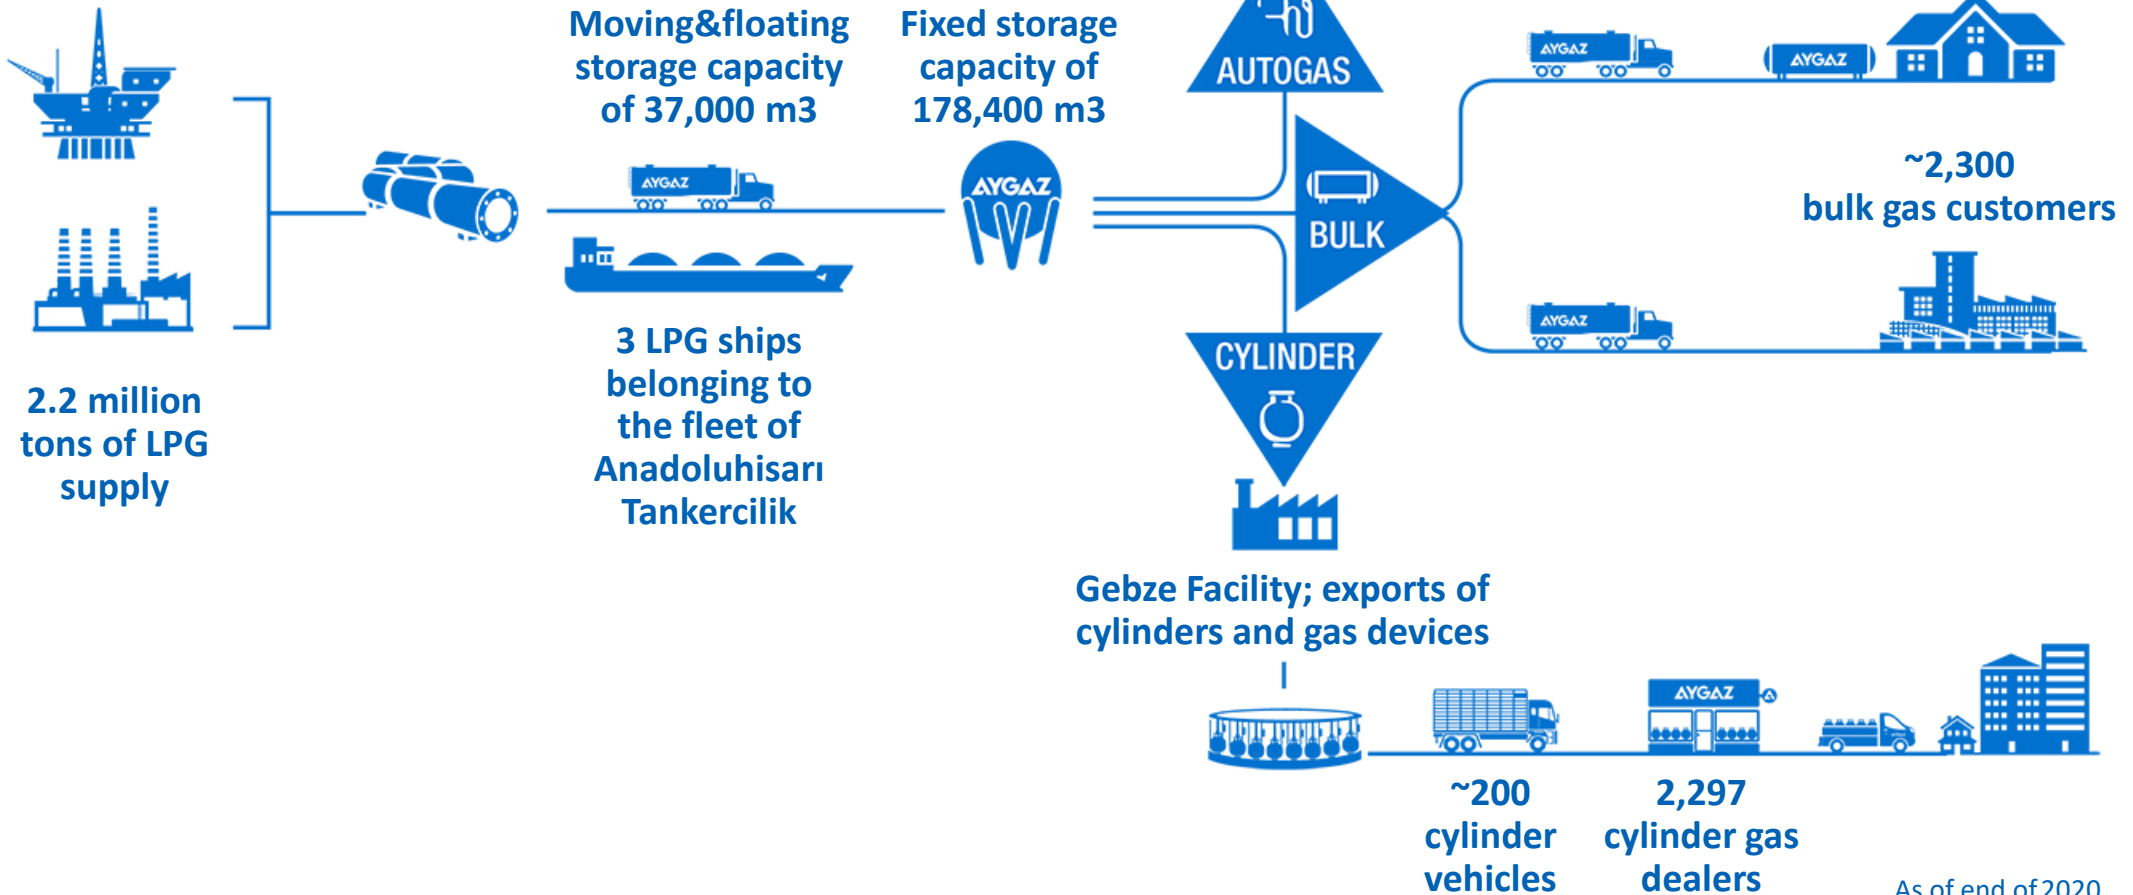 Moving&floating
storage capacity
of 37,000 m3
Fixed storage
capacity of
178,400 m3
AUTOGAS
AYGAZ
AYGAZ
~2,300
bulk gas customers
AYGAZ
AYGAZ
BULK
AYGAZ
2.2 million
tons of LPG
supply
3 LPG ships
belonging to
the fleet of
Anadoluhisarı
Tankercilik
CYLINDER
Gebze Facility; exports of
cylinders and gas devices
AYGAZ
~200
cylinder
vehicles
2,297
cylinder gas
dealers
As of end of 2020